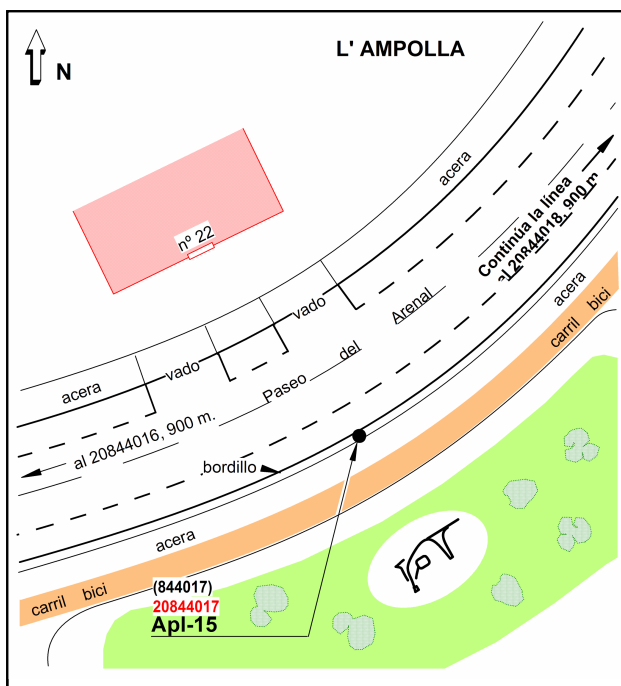 L' AMPOLLA
N
acera
nº 22
Continúa la línea
al 20844018, 900 m.
vado
vado
acera
Paseo del Arenal
acera
carril bici
al 20844016, 900 m.
bordillo
acera
carril bici
(844017)
20844017
Apl-15